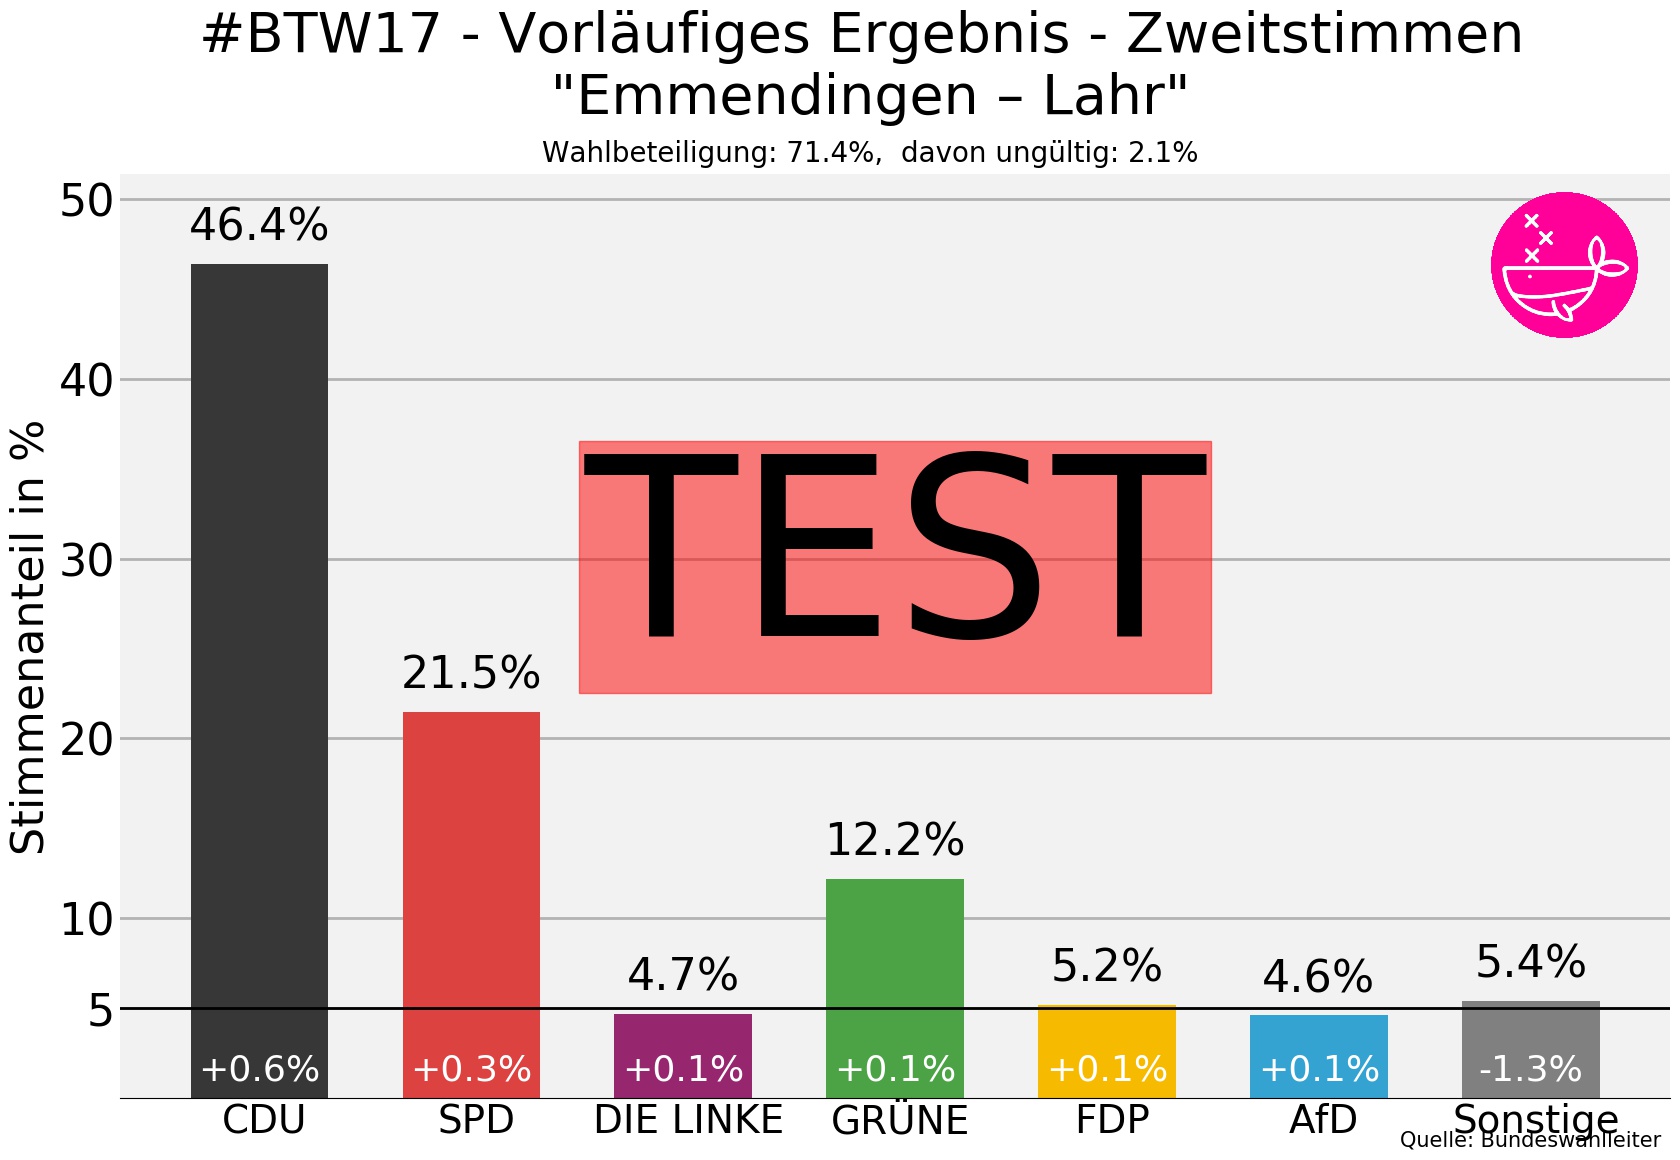 #BTW17 - Vorläufiges Ergebnis - Zweitstimmen
"Emmendingen – Lahr"
Wahlbeteiligung: 71.4%,  davon ungültig: 2.1%
Stimmenanteil in %
50
40
30
20
10
5
46.4%
21.5%
4.7%
12.2%
5.2%
4.6%
5.4%
TEST
+0.6%
+0.3%
+0.1%
+0.1%
+0.1%
+0.1%
-1.3%
CDU
SPD
DIE LINKE
GRÜNE
FDP
AfD
Sonstige
Quelle: Bundeswahlleiter